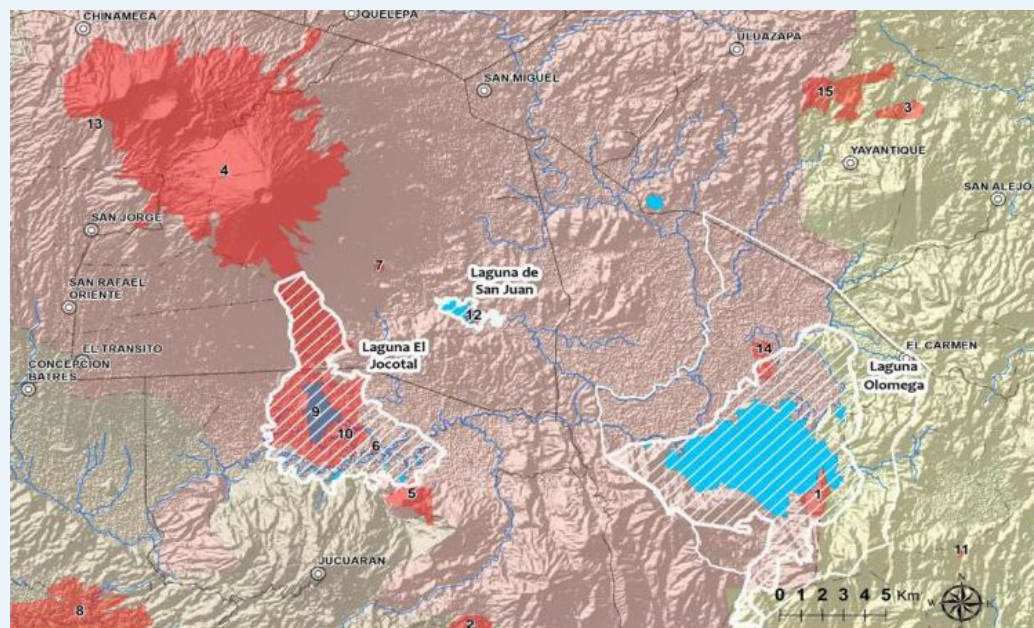 CHINAMECA
QUELEPA
ULUAZAPA
SAN MIGUEL
15
3
13
4
YAYANTIQUE
SAN ALEJO
SAN JORGE
7
Laguna de
San Juan
SAN RAFAEL
ORIENTE
12
EL TRANSITO
CONCEPCION
BATRES
Laguna El
Jocotal
14
EL CARMEN
Laguna
Olomega
9
10
6
5
1
JUCUARAN
11
8
2
0 1 2 3 4 5 Km
N
W
E
S